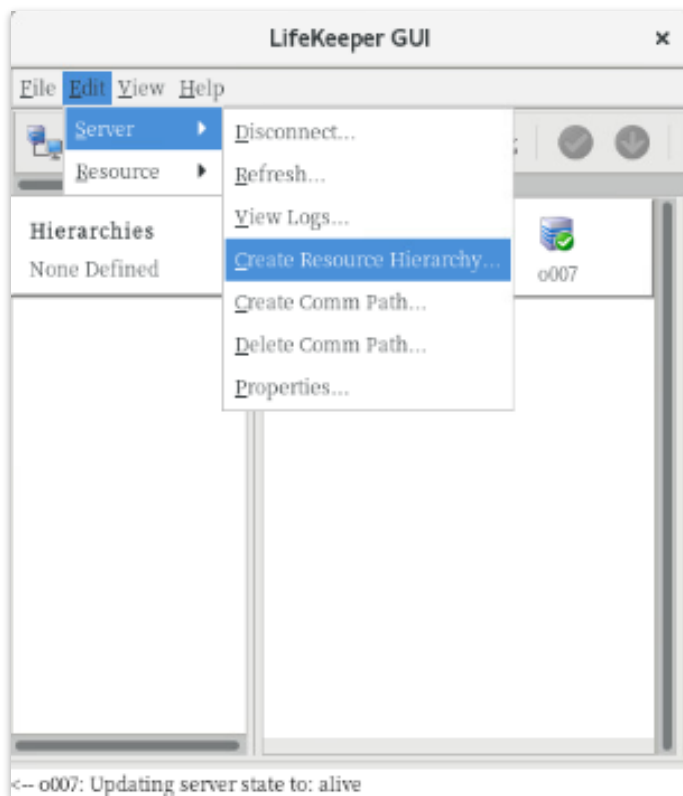 LifeKeeper GUI ×
File Edit View Help
Server
Resource
Disconnect...
Refresh...
View Logs...
Create Resource Hierarchy...
Create Comm Path...
Delete Comm Path...
Properties...
Hierarchies
None Defined
o007
<-- o007: Updating server state to: alive